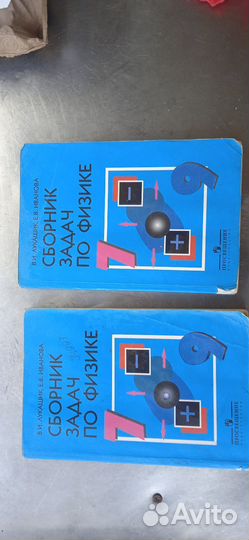 В.И. ЛУКАШИК, Е.В. ИВАНОВА
СБОРНИК
ЗАДАЧ
ПО ФИЗИКЕ
7
9
ПРОСВЕЩЕНИЕ
В.И. ЛУКАШИК, Е.В. ИВАНОВА
СБОРНИК
ЗАДАЧ
ПО ФИЗИКЕ
7
9
ПРОСВЕЩЕНИЕ
Avito